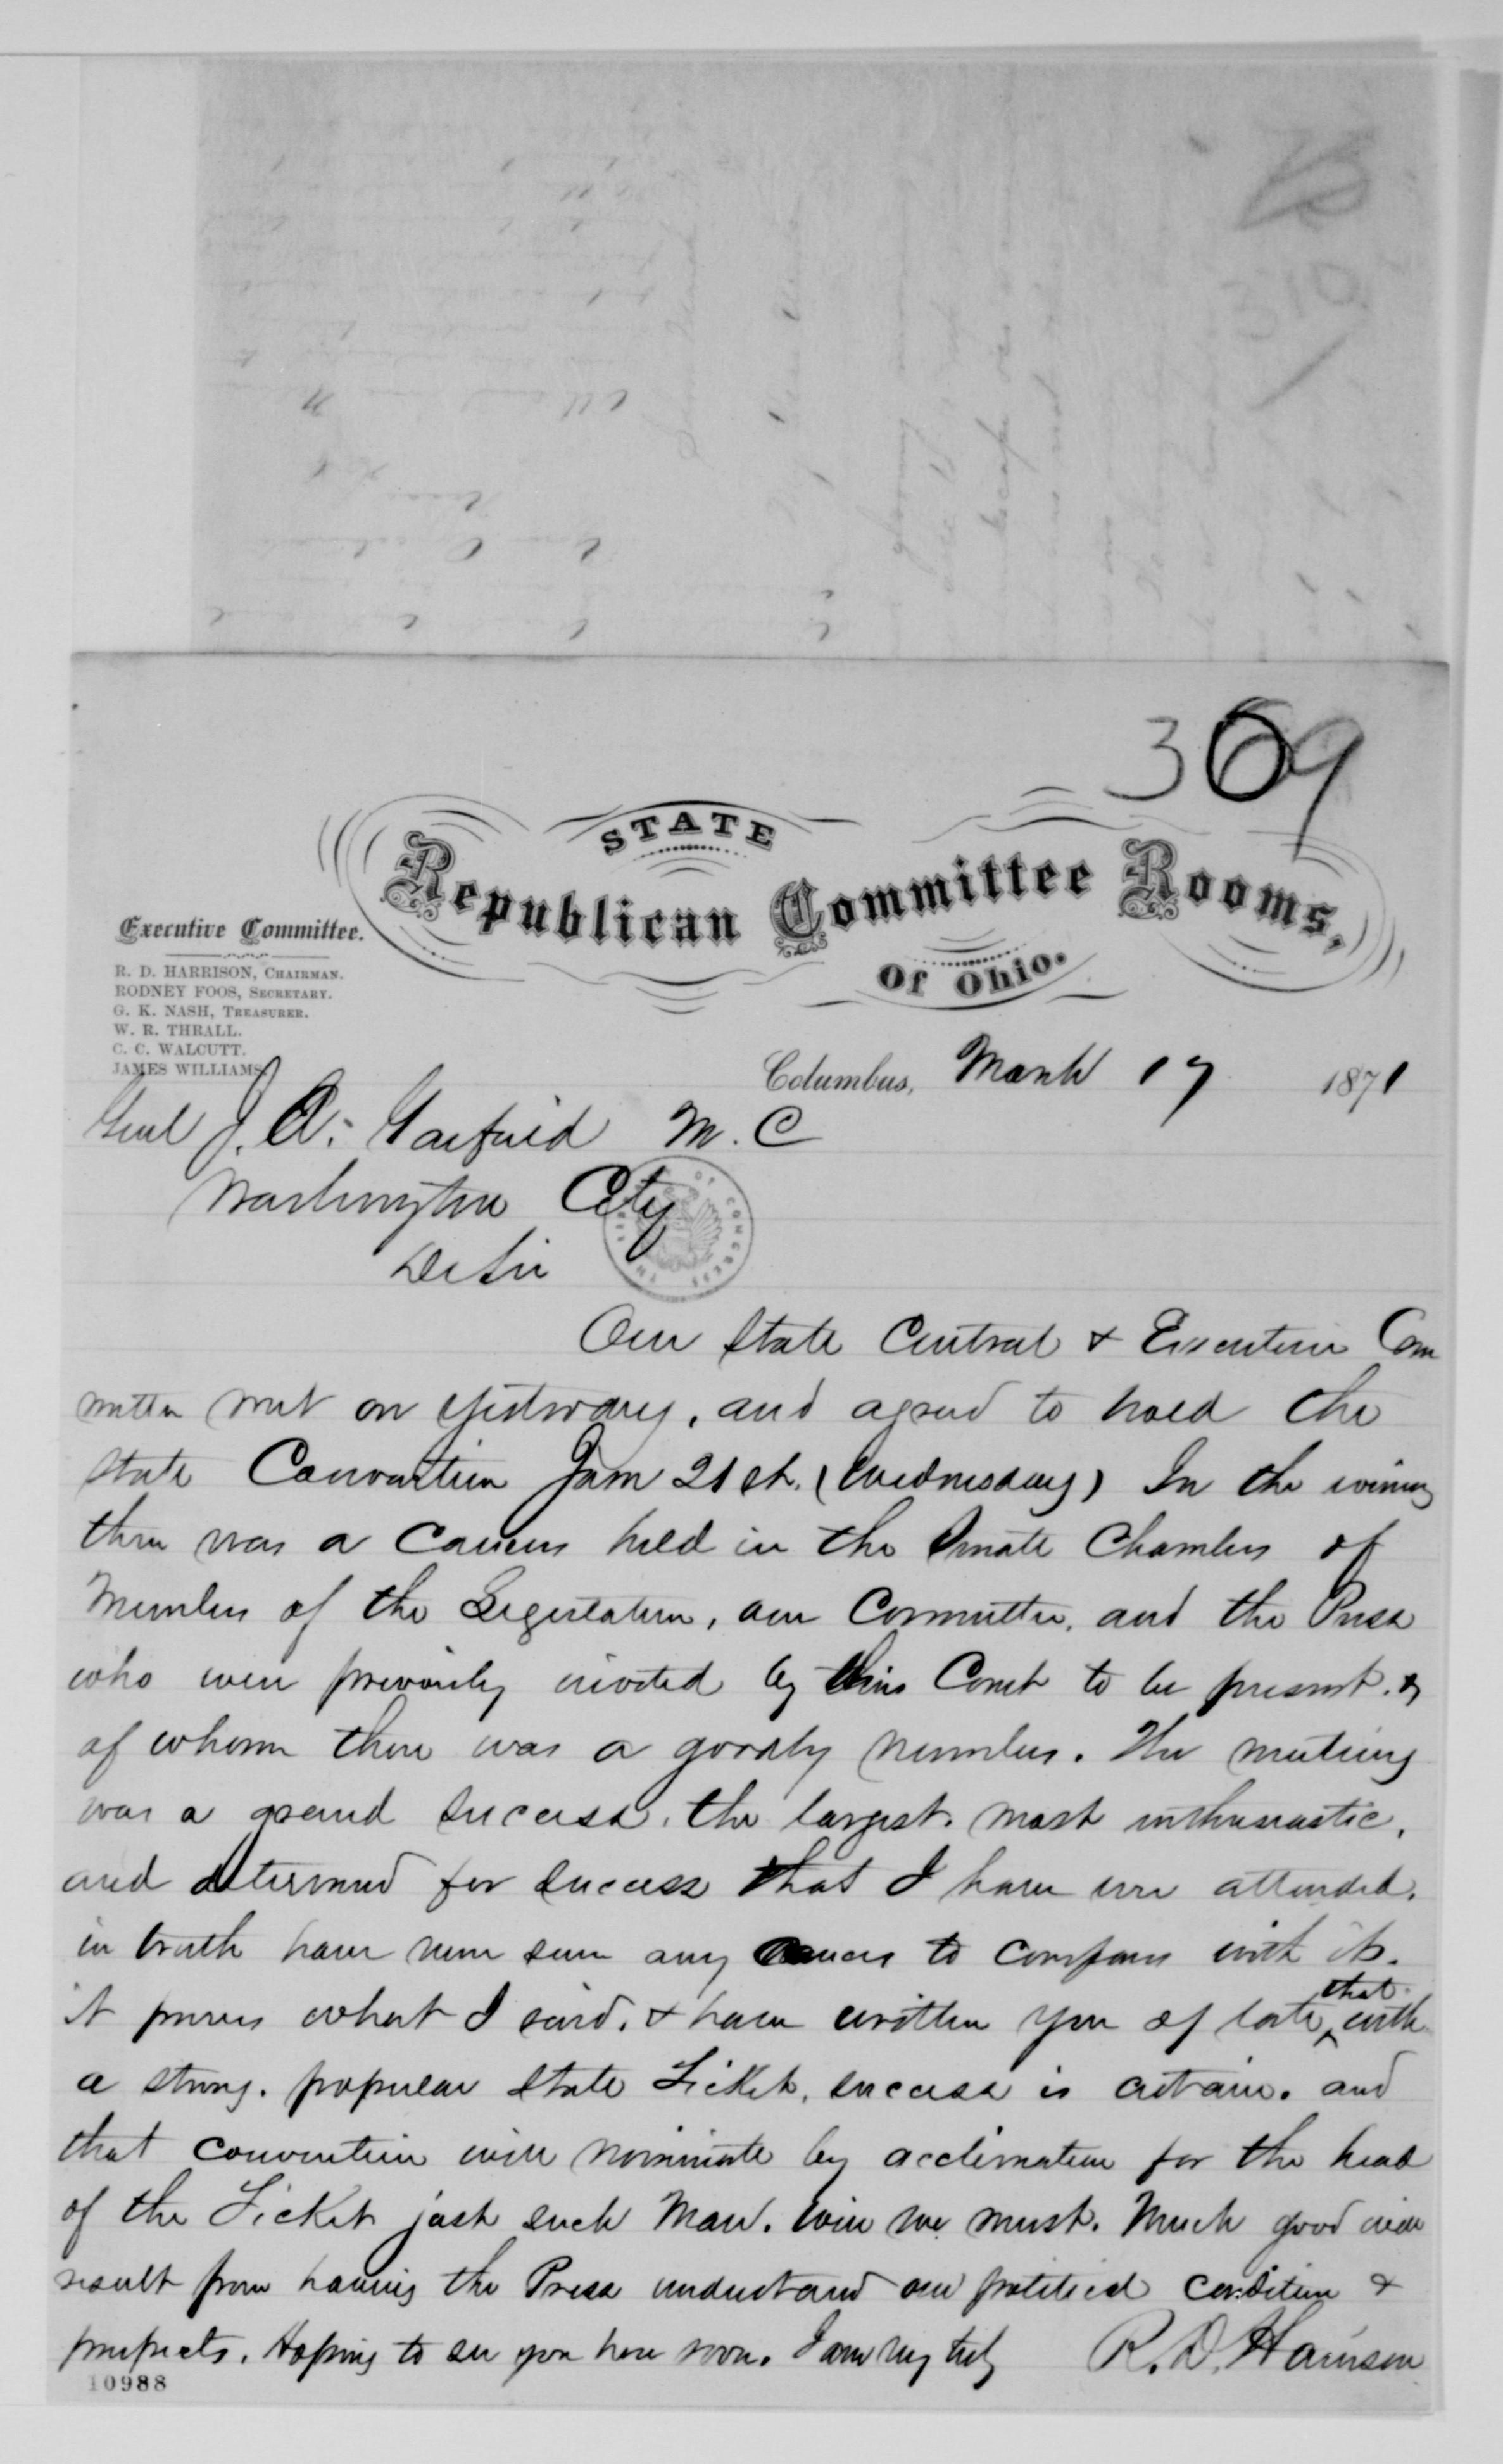 369
STATE
Republican Committee Rooms,
Of Ohio.
Executive Committee.
R. D. HARRISON, CHAIRMAN.
RODNEY FOOS, SECRETARY.
G. K. NASH, TREASURER.
W. R. THRALL.
C. C. WALCUTT.
JAMES WILLIAMS.
Columbus, March 17 1871
Genl J. A. Garfield M. C
Washington City
Dr Sir
Our State Central & Executive Com
mittee met on yesterday, and agreed to hold the
State Convention June 21st. (Wednesday) In the evening
there was a Caucus held in the Senate Chamber of
Members of the Legislature, our Committee, and the Press
who were previously invited by this Comt to be present. &
of whom there was a goodly number. The meeting
was a grand success, the largest, most enthusiastic,
and determined for success that I have ever attended,
in truth have never seen any caucus to compare with it.
it proves what I said, & have written you of late, that with
a strong, popular State Ticket, success is certain. and
that convention will nominate by acclimation for the head
of the Ticket just such Man. Win we must. Much good will
result from having the Press understand our political condition &
prospects. Hoping to see you here soon. I am very truly R. D. Harrison
10988